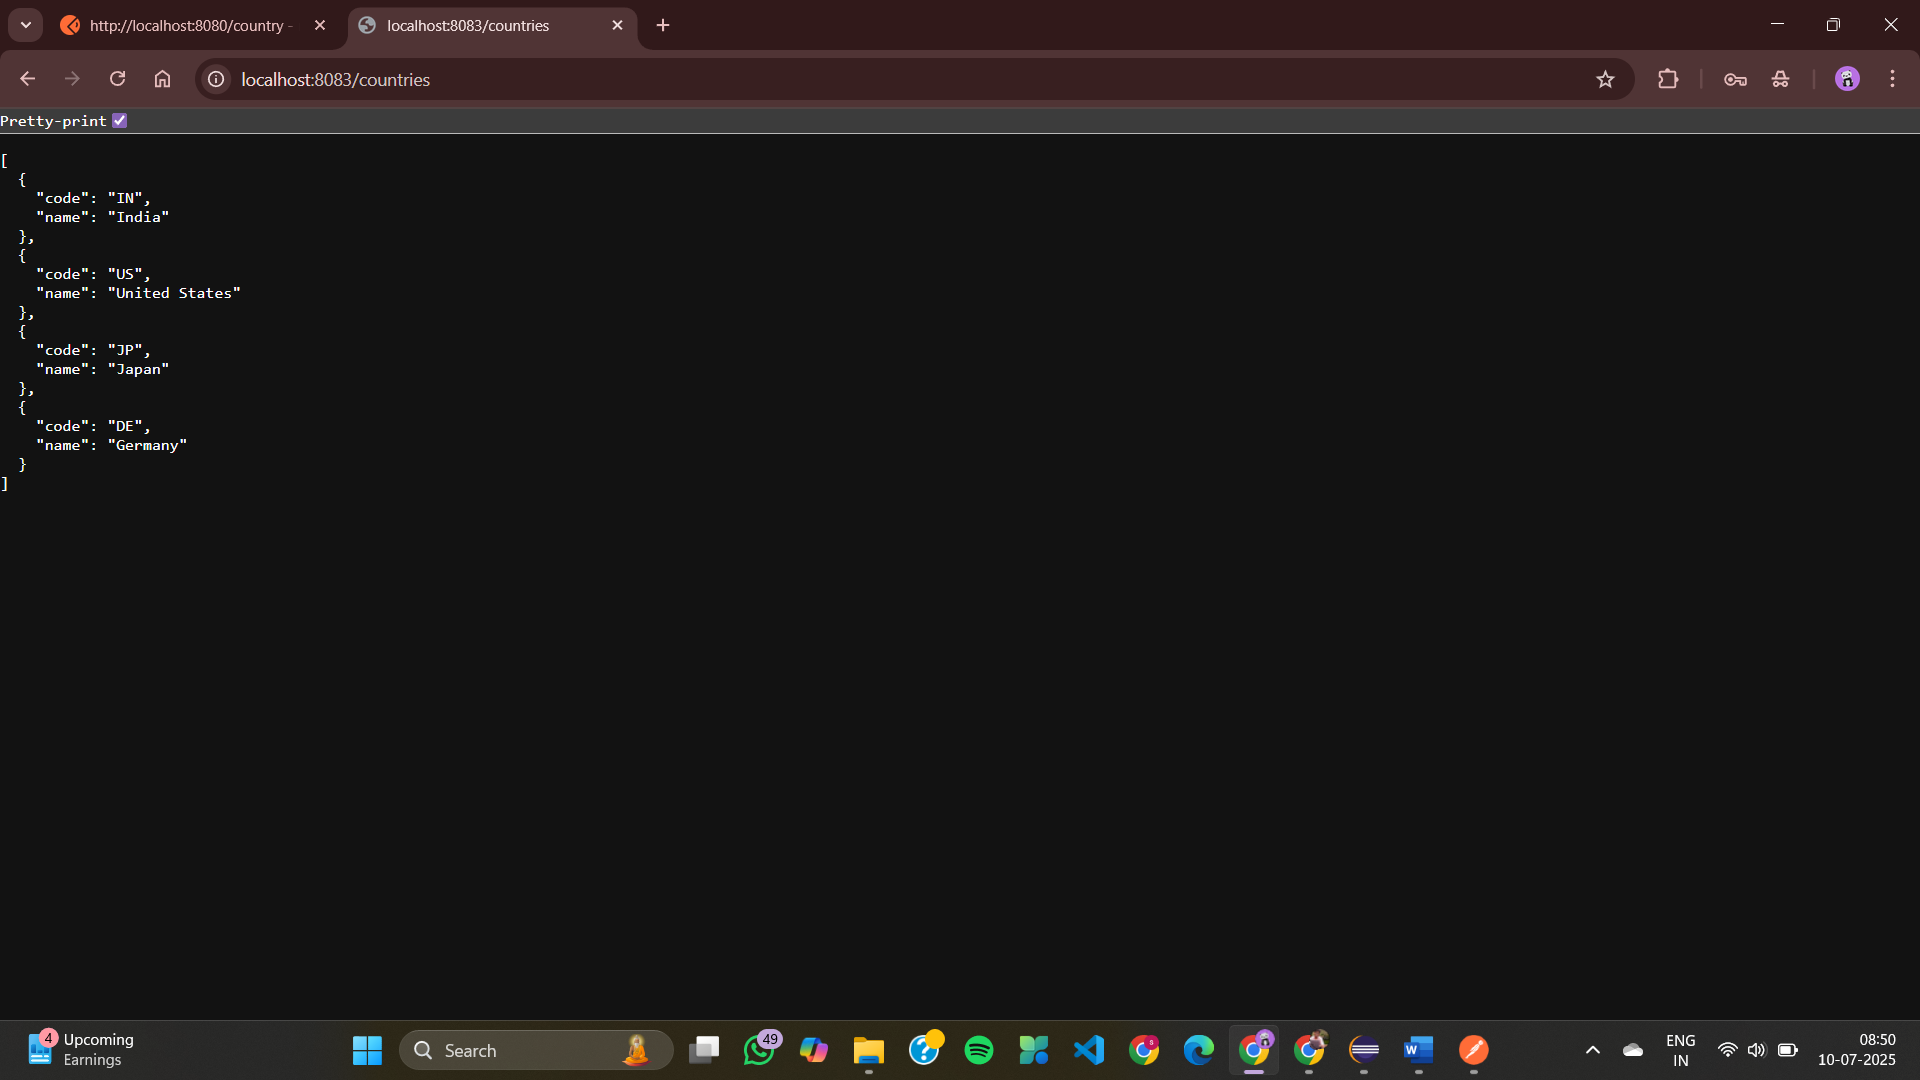 http://localhost:8080/country -
localhost:8083/countries
localhost:8083/countries
Pretty-print
[
  {
    "code": "IN",
    "name": "India"
  },
  {
    "code": "US",
    "name": "United States"
  },
  {
    "code": "JP",
    "name": "Japan"
  },
  {
    "code": "DE",
    "name": "Germany"
  }
]
4
Upcoming
Earnings
Search
49
S
W
ENG
IN
08:50
10-07-2025